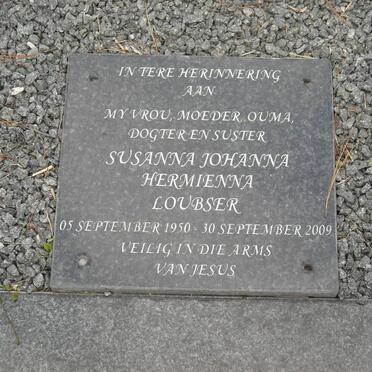 IN TERE HERINNERING
AAN
MY VROU, MOEDER, OUMA,
DOGTER EN SUSTER
SUSANNA JOHANNA
HERMIENNA
LOUBSER
05 SEPTEMBER 1950 - 30 SEPTEMBER 2009
VEILIG IN DIE ARMS
VAN JESUS